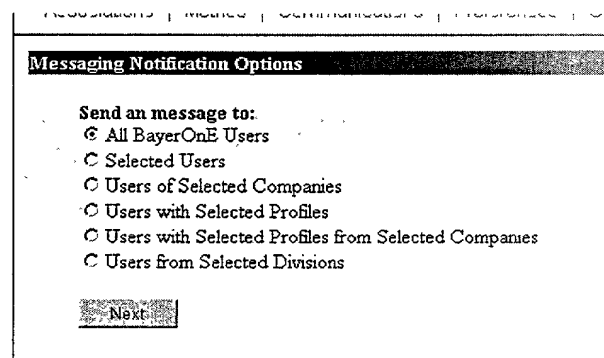 Messaging Notification Options
Send an message to:
All BayerOnE Users
Selected Users
Users of Selected Companies
Users with Selected Profiles
Users with Selected Profiles from Selected Companies
Users from Selected Divisions
Next